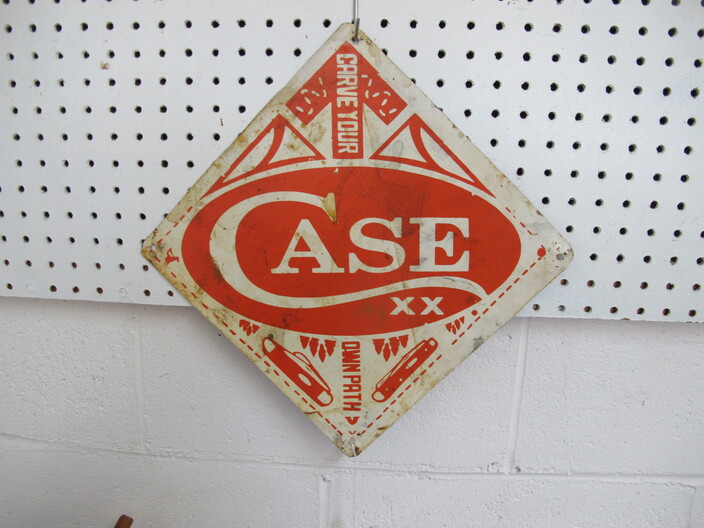 CARVE YOUR
CASE
XX
OWN PATH